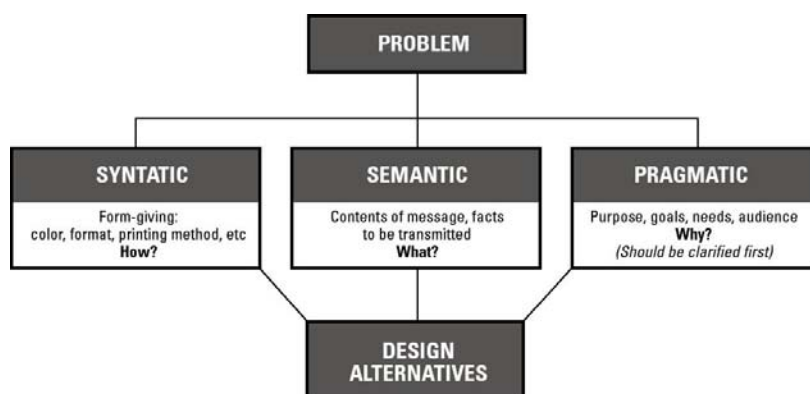 PROBLEM
SYNTATIC
Form-giving:
color, format, printing method, etc
How?
SEMANTIC
Contents of message, facts
to be transmitted
What?
PRAGMATIC
Purpose, goals, needs, audience
Why?
(Should be clarified first)
DESIGN
ALTERNATIVES